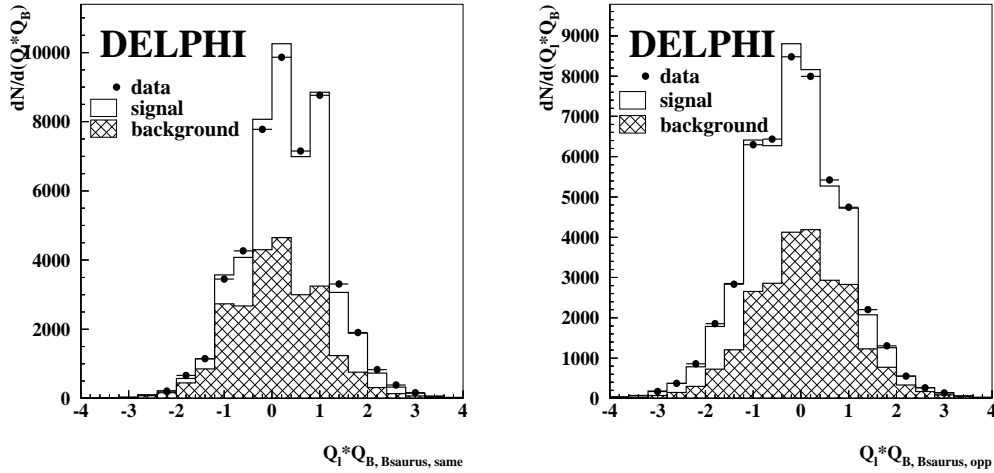 dN/d(Q_l*Q_B)
DELPHI
data
signal
background
10000
8000
6000
4000
2000
0
-4 -3 -2 -1 0 1 2 3 4
Q_l*Q_B, Bsaurus, same
dN/d(Q_l*Q_B)
DELPHI
data
signal
background
9000
8000
7000
6000
5000
4000
3000
2000
1000
0
-4 -3 -2 -1 0 1 2 3 4
Q_l*Q_B, Bsaurus, opp